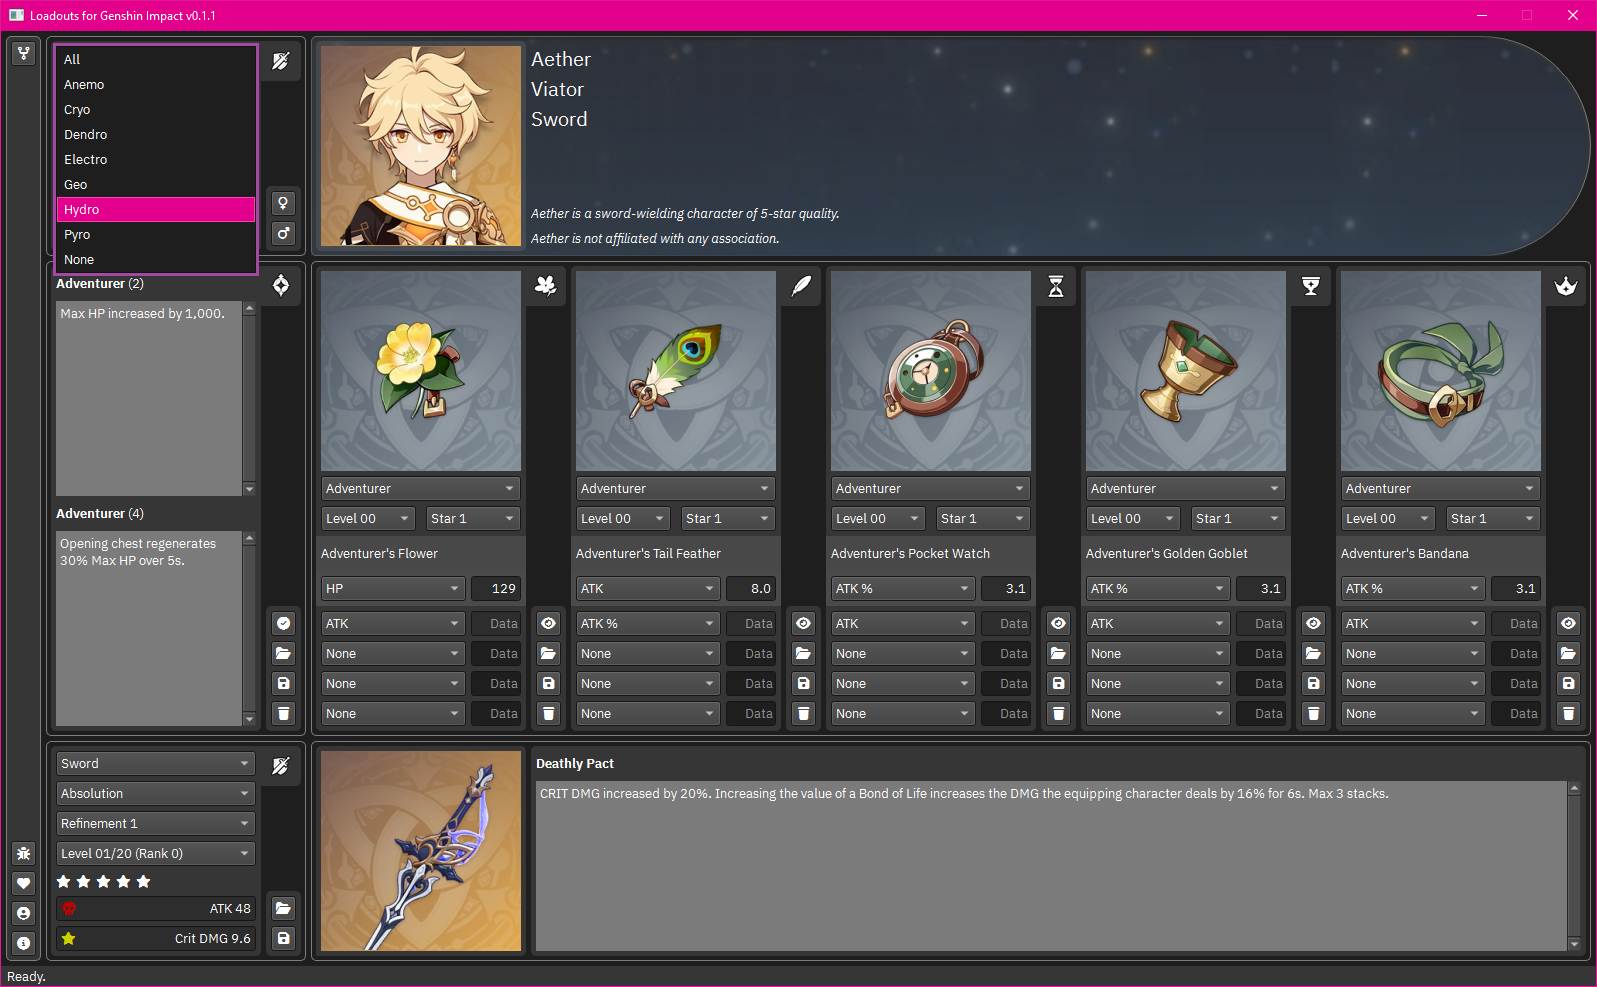 Loadouts for Genshin Impact v0.1.1
All
Anemo
Cryo
Dendro
Electro
Geo
Hydro
Pyro
None
Aether
Viator
Sword
Aether is a sword-wielding character of 5-star quality.
Aether is not affiliated with any association.
Adventurer (2)
Max HP increased by 1,000.
Adventurer (4)
Opening chest regenerates
30% Max HP over 5s.
Adventurer
Level 00 Star 1
Adventurer's Flower
HP 129
ATK Data
None Data
None Data
None Data
Adventurer
Level 00 Star 1
Adventurer's Tail Feather
ATK 8.0
ATK % Data
None Data
None Data
None Data
Adventurer
Level 00 Star 1
Adventurer's Pocket Watch
ATK % 3.1
ATK Data
None Data
None Data
None Data
Adventurer
Level 00 Star 1
Adventurer's Golden Goblet
ATK % 3.1
ATK Data
None Data
None Data
None Data
Adventurer
Level 00 Star 1
Adventurer's Bandana
ATK % 3.1
ATK Data
None Data
None Data
None Data
Sword
Absolution
Refinement 1
Level 01/20 (Rank 0)
ATK 48
Crit DMG 9.6
Deathly Pact
CRIT DMG increased by 20%. Increasing the value of a Bond of Life increases the DMG the equipping character deals by 16% for 6s. Max 3 stacks.
Ready.